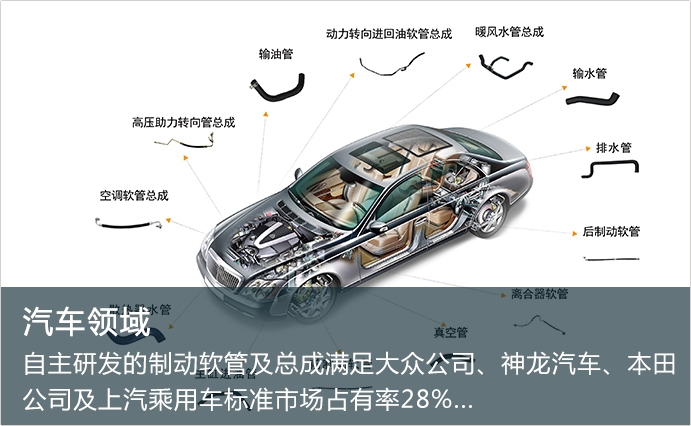 动力转向进回油软管总成
暖风水管总成
输油管
输水管
高压助力转向管总成
排水管
空调软管总成
后制动软管
离合器软管
散热器水管
真空管
汽车领域
自主研发的制动软管及总成满足大众公司、神龙汽车、本田
公司及上汽乘用车标准市场占有率28%...